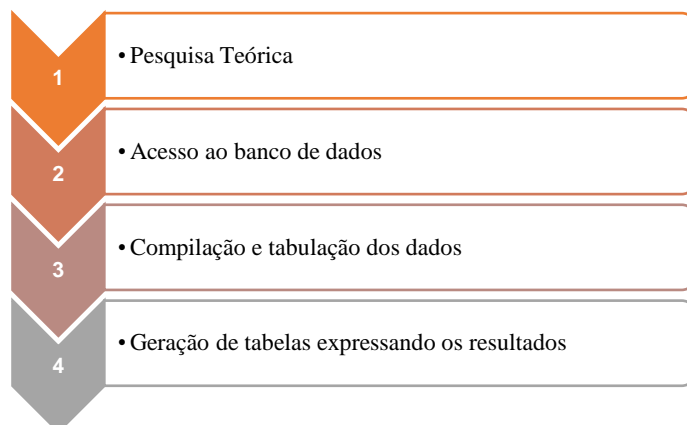 1
• Pesquisa Teórica
2
• Acesso ao banco de dados
3
• Compilação e tabulação dos dados
4
• Geração de tabelas expressando os resultados